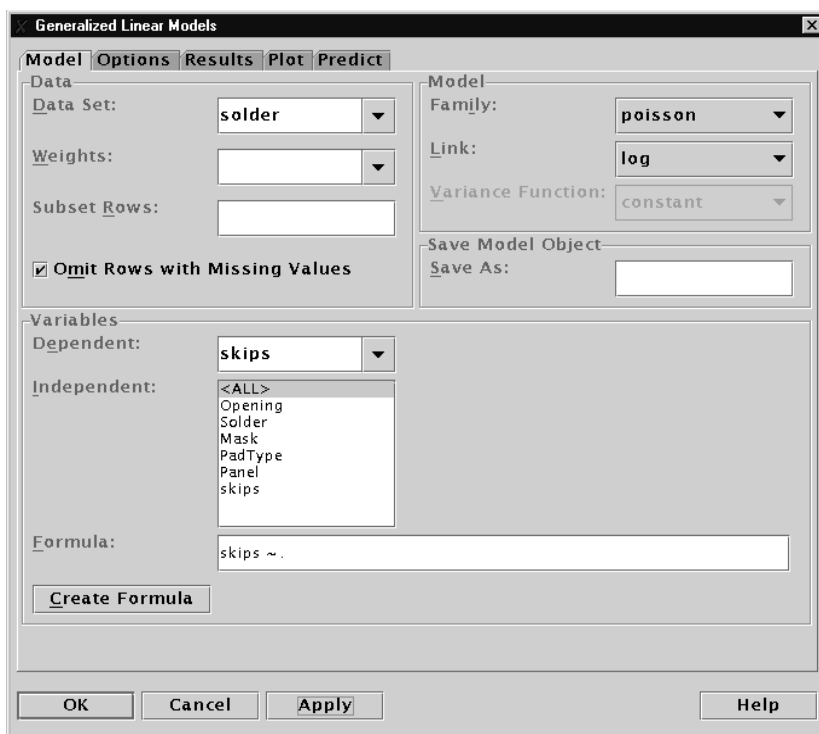 Generalized Linear Models
Model Options Results Plot Predict
Data
Data Set:
solder
Weights:
Subset Rows:
Omit Rows with Missing Values
Model
Family:
poisson
Link:
log
Variance Function:
constant
Save Model Object
Save As:
Variables
Dependent:
skips
Independent:
<ALL>
Opening
Solder
Mask
PadType
Panel
skips
Formula:
skips ~ .
Create Formula
OK Cancel Apply Help